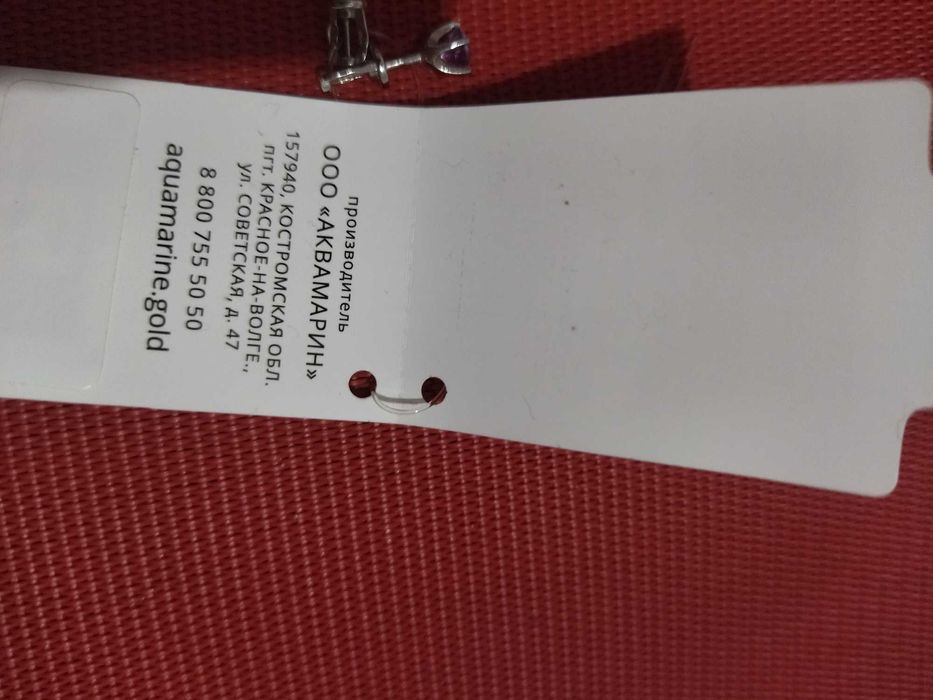 производитель
ООО «АКВАМАРИН»
157940, КОСТРОМСКАЯ ОБЛ.
пгт. КРАСНОЕ-НА-ВОЛГЕ.,
ул. СОВЕТСКАЯ, д. 47
8 800 755 50 50
aquamarine.gold